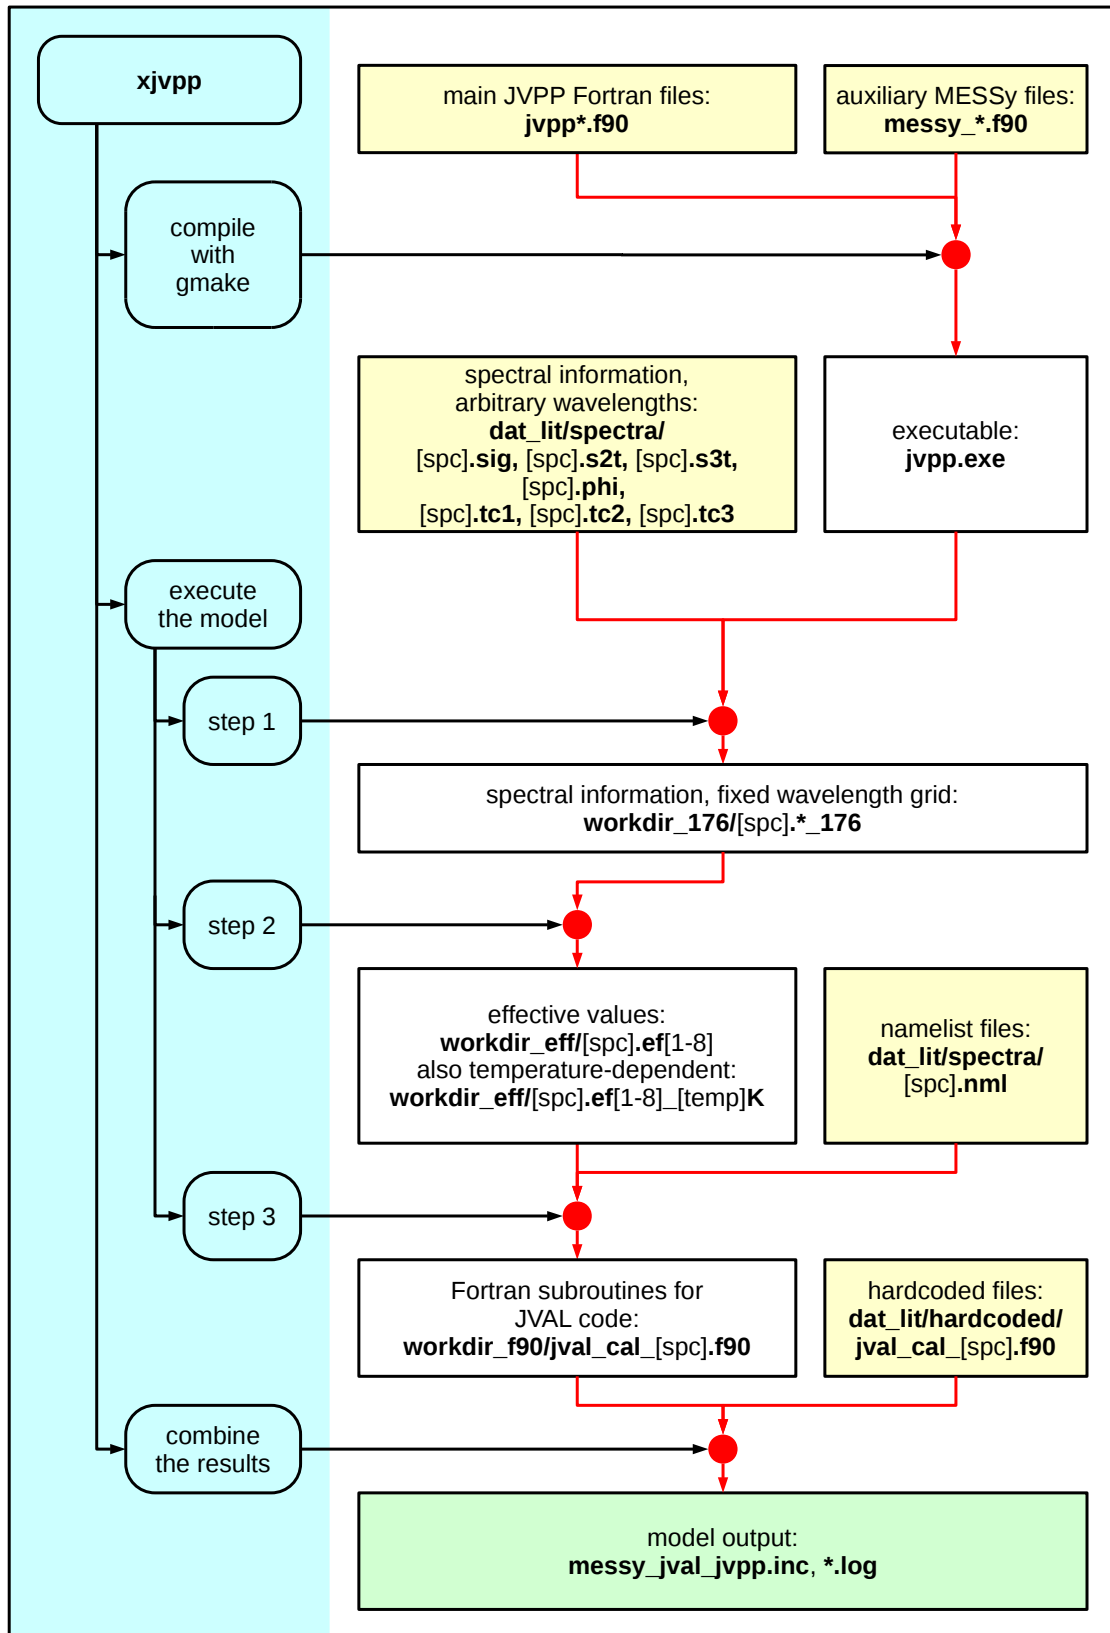 xjvpp
main JVPP Fortran files:
jvpp*.f90
auxiliary MESSy files:
messy_*.f90
compile
with
gmake
spectral information,
arbitrary wavelengths:
dat_lit/spectra/
[spc].sig, [spc].s2t, [spc].s3t,
[spc].phi,
[spc].tc1, [spc].tc2, [spc].tc3
executable:
jvpp.exe
execute
the model
step 1
spectral information, fixed wavelength grid:
workdir_176/[spc].*_176
step 2
effective values:
workdir_eff/[spc].ef[1-8]
also temperature-dependent:
workdir_eff/[spc].ef[1-8]_[temp]K
namelist files:
dat_lit/spectra/
[spc].nml
step 3
Fortran subroutines for
JVAL code:
workdir_f90/jval_cal_[spc].f90
hardcoded files:
dat_lit/hardcoded/
jval_cal_[spc].f90
combine
the results
model output:
messy_jval_jvpp.inc, *.log